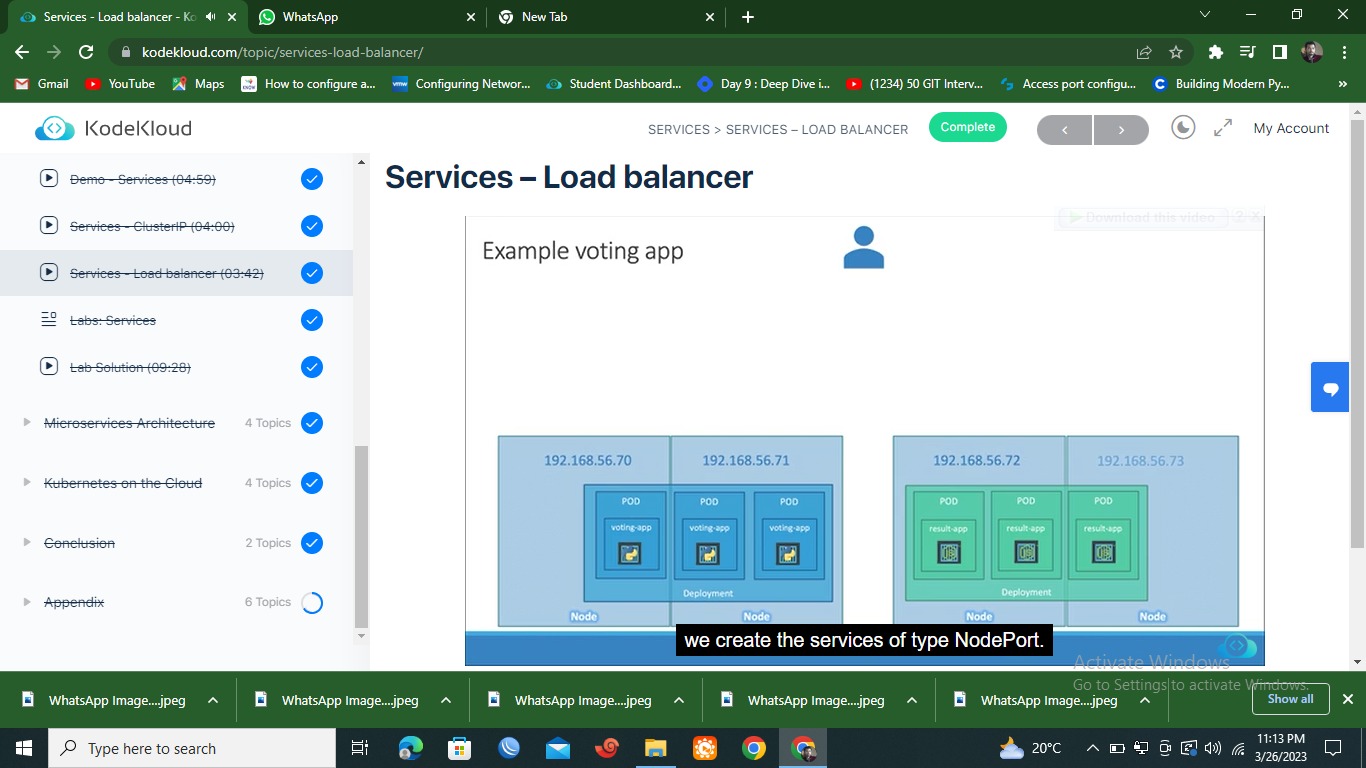 Services - Load balancer - Ko
WhatsApp
New Tab
kodekloud.com/topic/services-load-balancer/
Gmail
YouTube
Maps
How to configure a...
Configuring Networ...
Student Dashboard...
Day 9 : Deep Dive i...
(1234) 50 GIT Interv...
Access port configu...
Building Modern Py...
»
KodeKloud
SERVICES > SERVICES – LOAD BALANCER
Complete
My Account
Demo - Services (04:59)
Services - ClusterIP (04:00)
Services - Load balancer (03:42)
Labs: Services
Lab Solution (09:28)
Microservices Architecture 4 Topics
Kubernetes on the Cloud 4 Topics
Conclusion 2 Topics
Appendix 6 Topics
Services – Load balancer
Download this video ? X
Example voting app
192.168.56.70 192.168.56.71 192.168.56.72 192.168.56.73
POD POD POD POD POD POD
voting-app voting-app voting-app result-app result-app result-app
Deployment Deployment
Node Node Node Node
we create the services of type NodePort.
Activate Windows
Go to Settings to activate Windows.
WhatsApp Image....jpeg
WhatsApp Image....jpeg
WhatsApp Image....jpeg
WhatsApp Image....jpeg
WhatsApp Image....jpeg
Show all
Type here to search
20°C
11:13 PM
3/26/2023